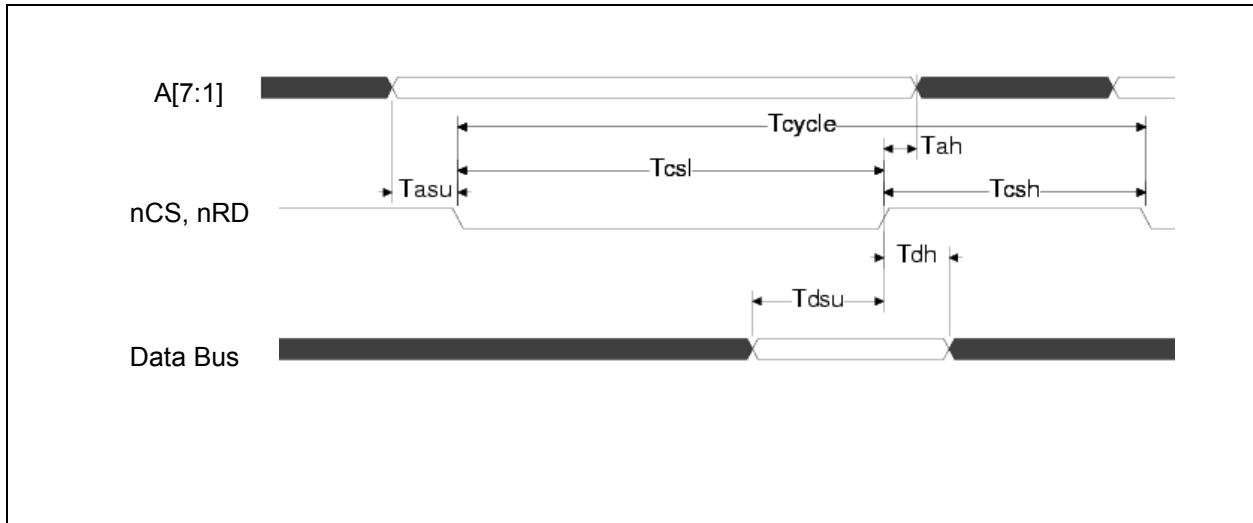 A[7:1]
Tcycle
Tah
Tcsl
Tasu
Tcsh
nCS, nRD
Tdh
Tdsu
Data Bus